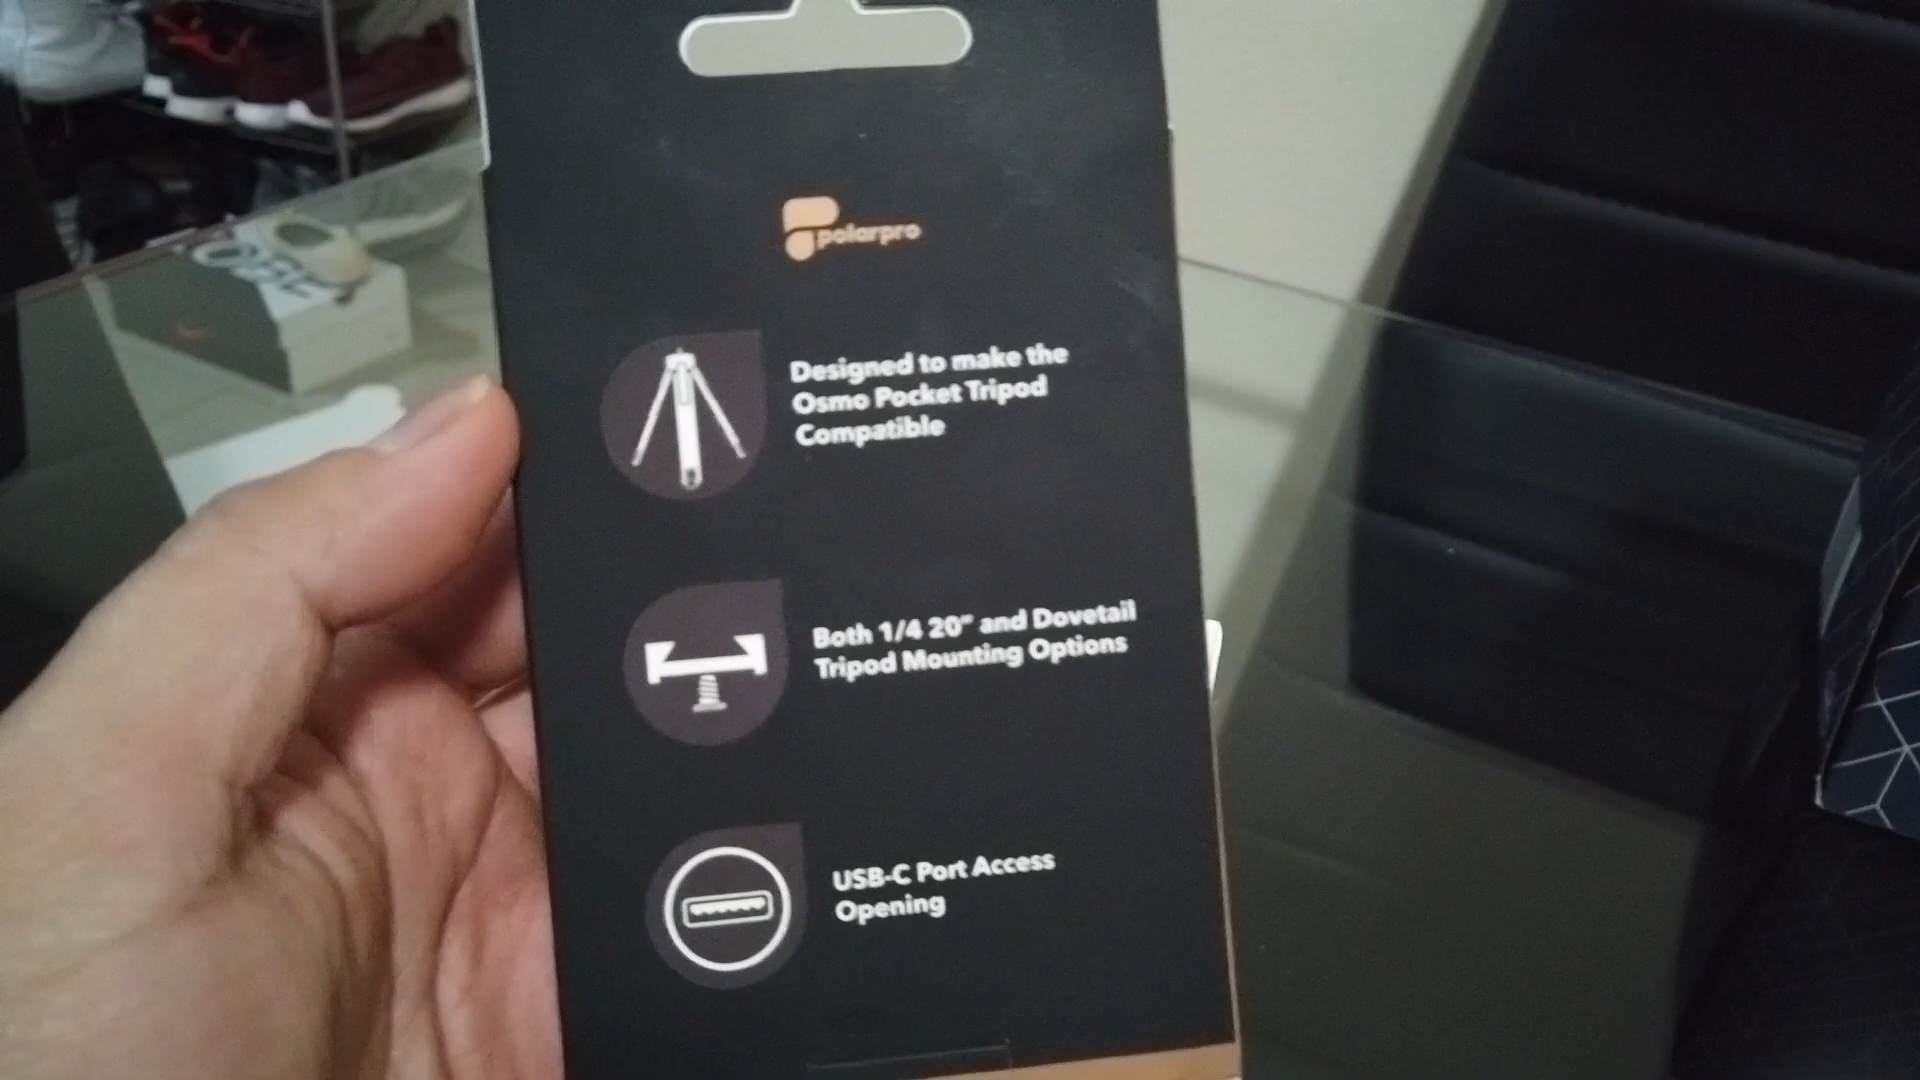 polarpro
Designed to make the
Osmo Pocket Tripod
Compatible
Both 1/4 20" and Dovetail
Tripod Mounting Options
USB-C Port Access
Opening